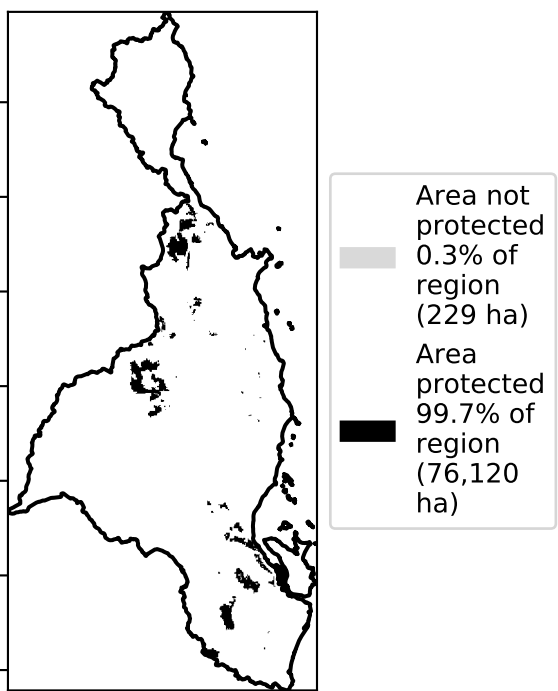 Area not
protected
0.3% of
region
(229 ha)
Area
protected
99.7% of
region
(76,120
ha)